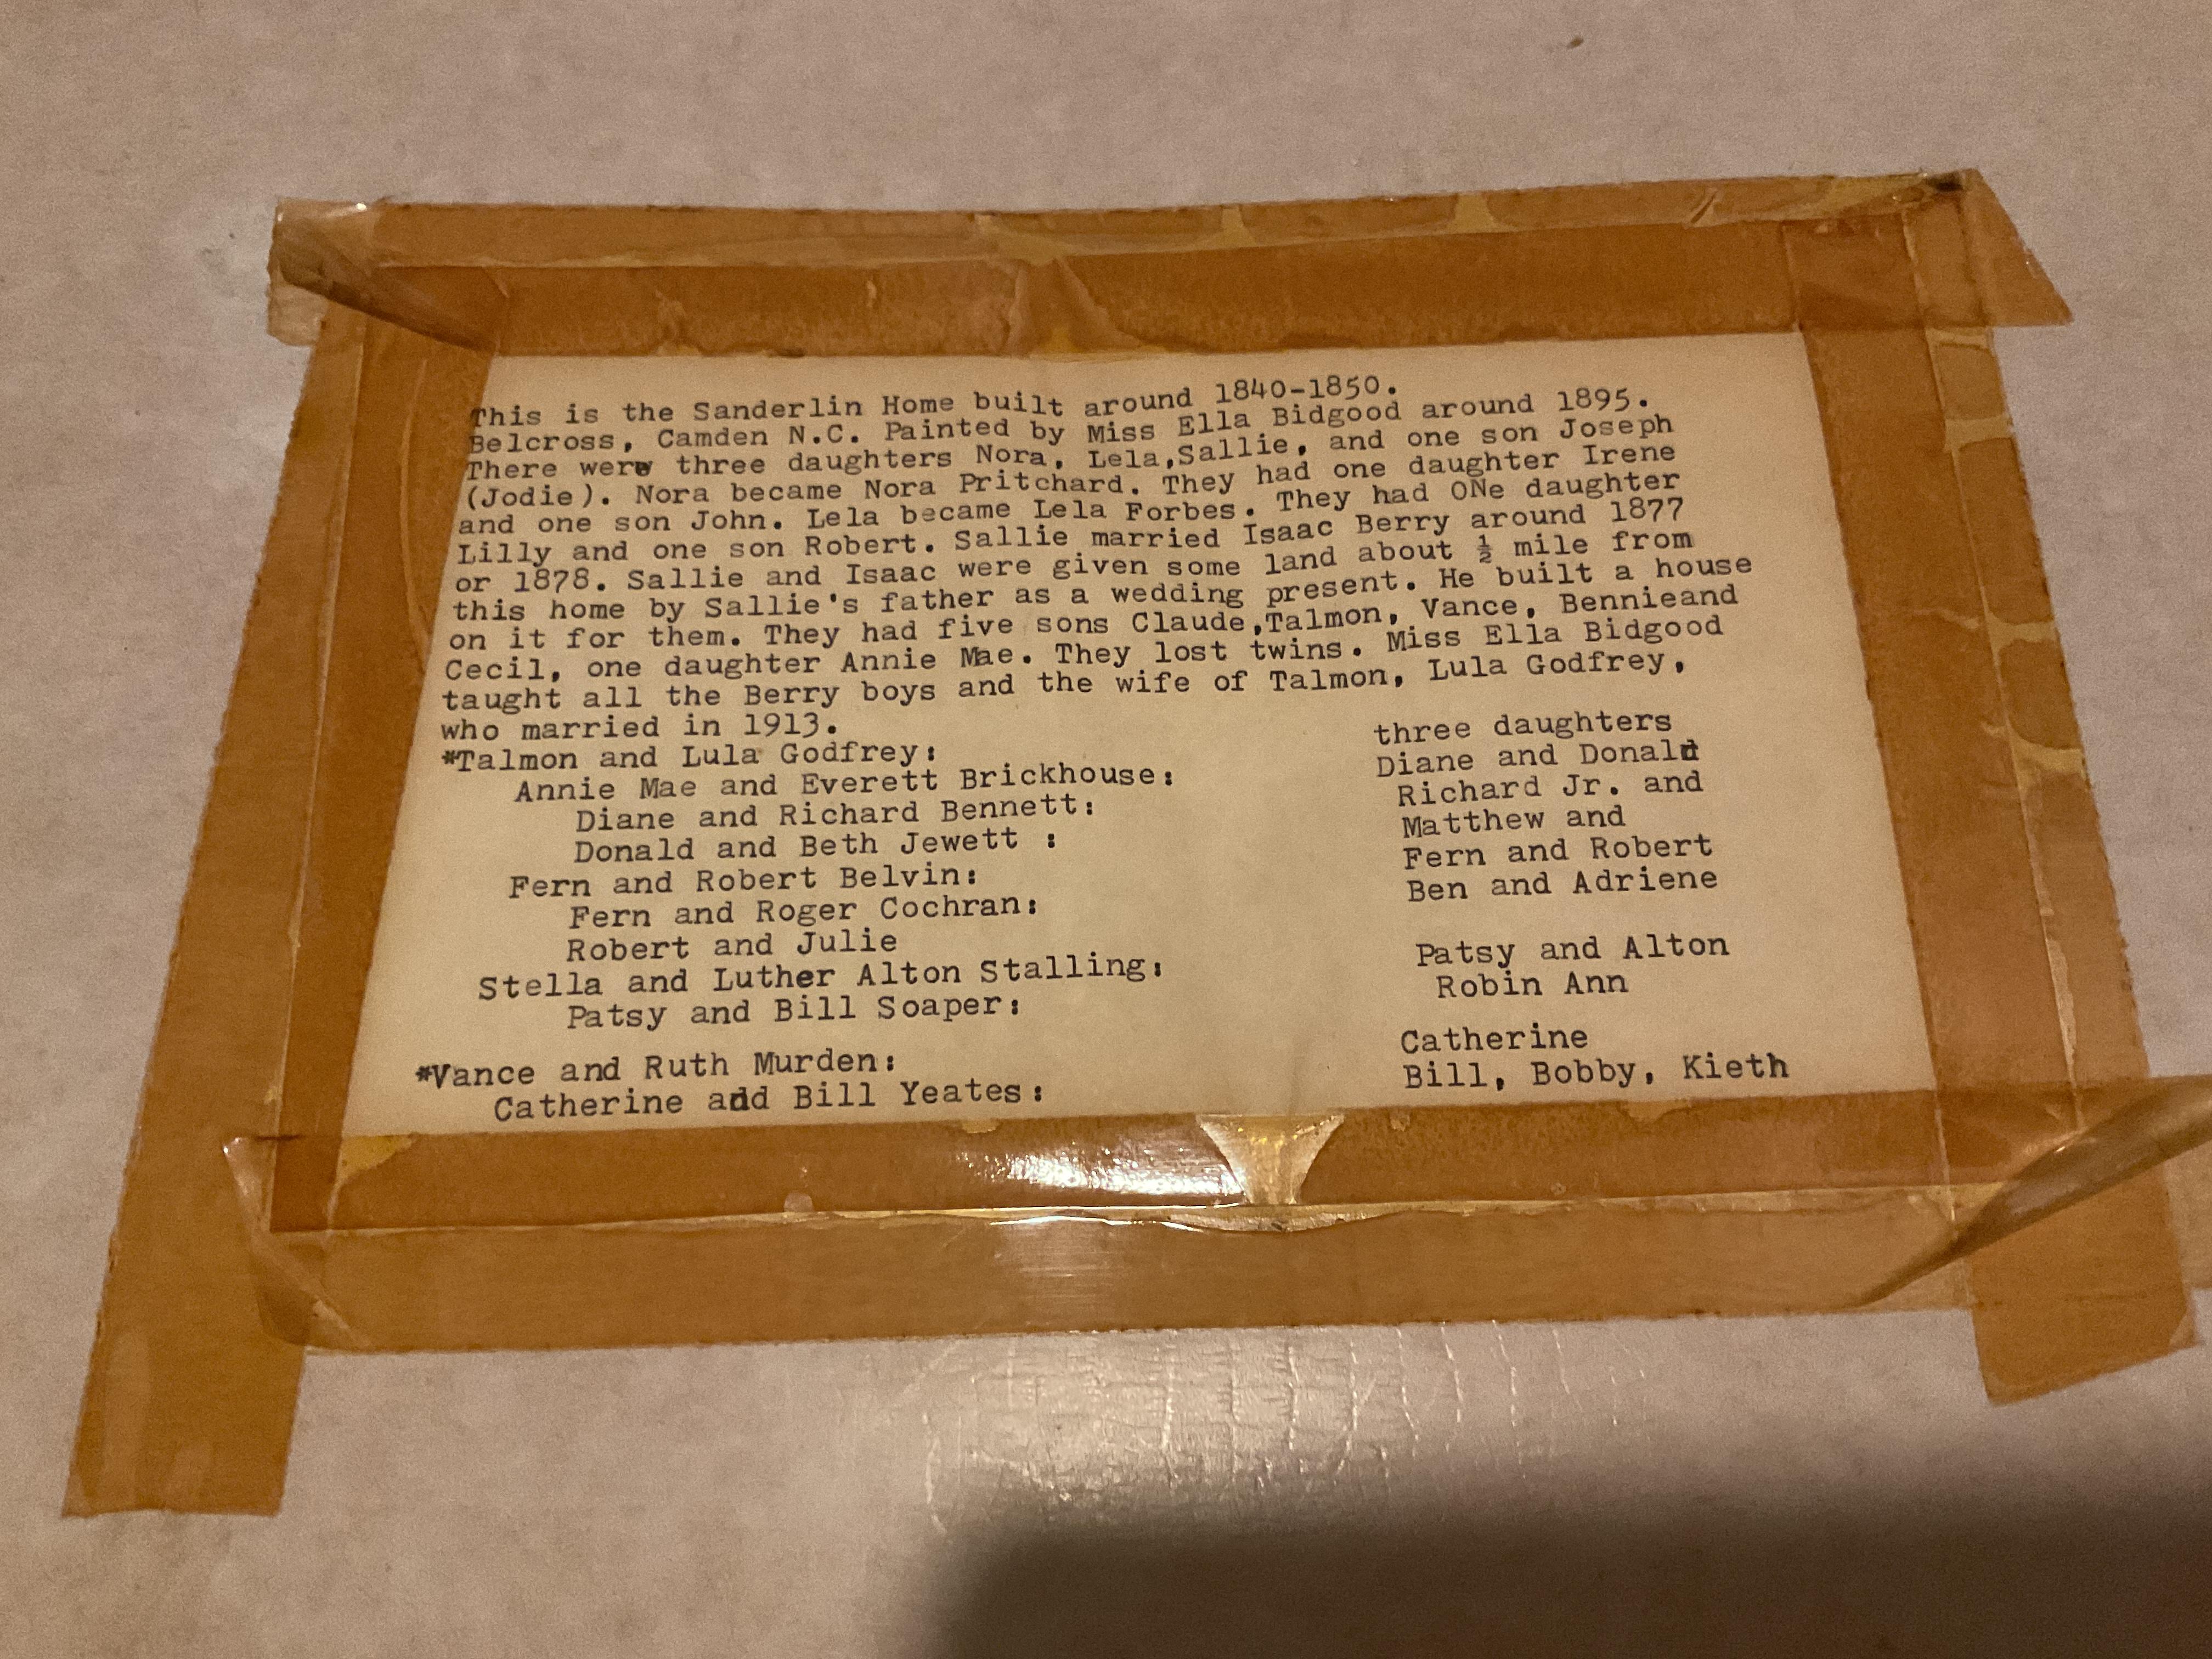 This is the Sanderlin Home built around 1840-1850.
Belcross, Camden N.C. Painted by Miss Ella Bidgood around 1895.
There were three daughters Nora, Lela,Sallie, and one son Joseph
(Jodie). Nora became Nora Pritchard. They had one daughter Irene
and one son John. Lela became Lela Forbes. They had ONe daughter
Lilly and one son Robert. Sallie married Isaac Berry around 1877
or 1878. Sallie and Isaac were given some land about ½ mile from
this home by Sallie's father as a wedding present. He built a house
on it for them. They had five sons Claude,Talmon, Vance, Bennieand
Cecil, one daughter Annie Mae. They lost twins. Miss Ella Bidgood
taught all the Berry boys and the wife of Talmon, Lula Godfrey,
who married in 1913.
*Talmon and Lula Godfrey: three daughters
Annie Mae and Everett Brickhouse: Diane and Donald
Diane and Richard Bennett: Richard Jr. and
Donald and Beth Jewett : Matthew and
Fern and Robert Belvin: Fern and Robert
Fern and Roger Cochran: Ben and Adriene
Robert and Julie
Stella and Luther Alton Stalling: Patsy and Alton
Patsy and Bill Soaper: Robin Ann
*Vance and Ruth Murden: Catherine
Catherine add Bill Yeates: Bill, Bobby, Kieth